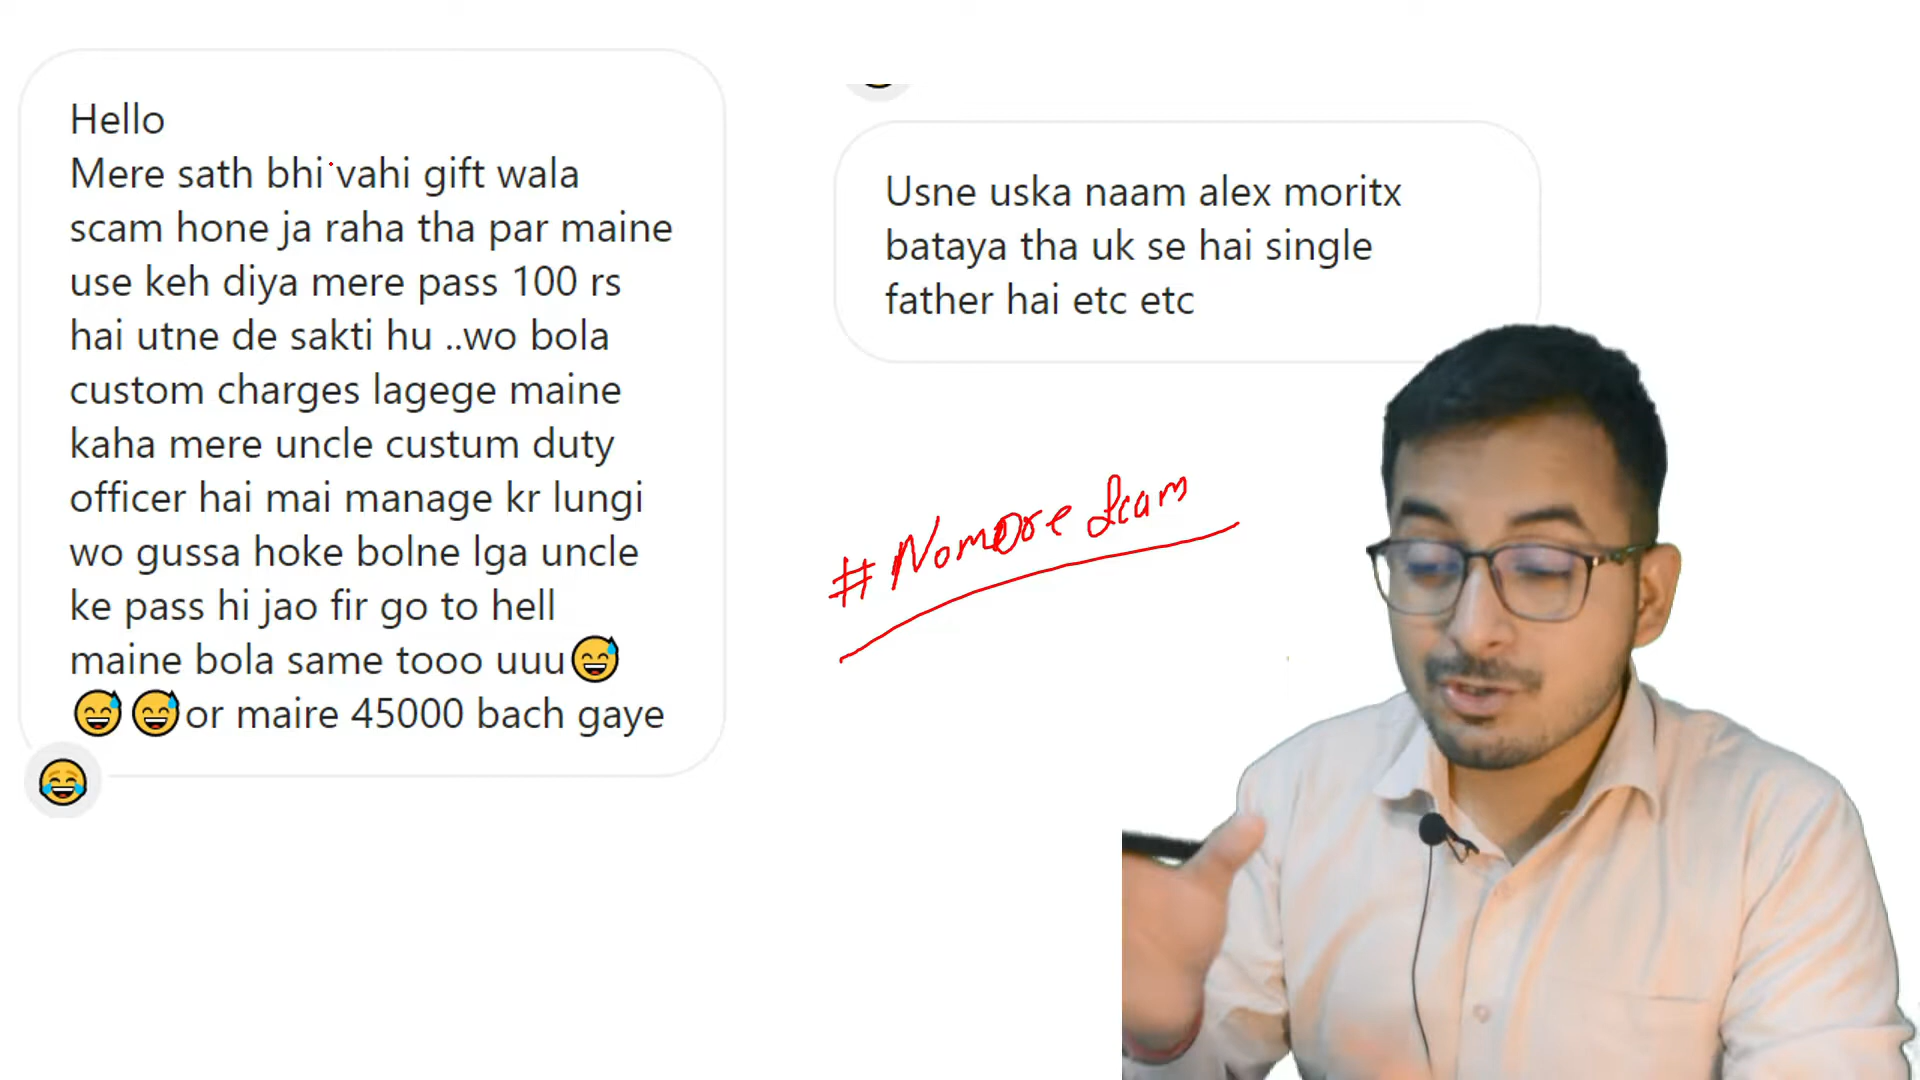 Hello
Mere sath bhi vahi gift wala
scam hone ja raha tha par maine
use keh diya mere pass 100 rs
hai utne de sakti hu ..wo bola
custom charges lagege maine
kaha mere uncle custum duty
officer hai mai manage kr lungi
wo gussa hoke bolne lga uncle
ke pass hi jao fir go to hell
maine bola same tooo uuu😅
😅😅or maire 45000 bach gaye
Usne uska naam alex moritx
bataya tha uk se hai single
father hai etc etc
#Nomore Scam